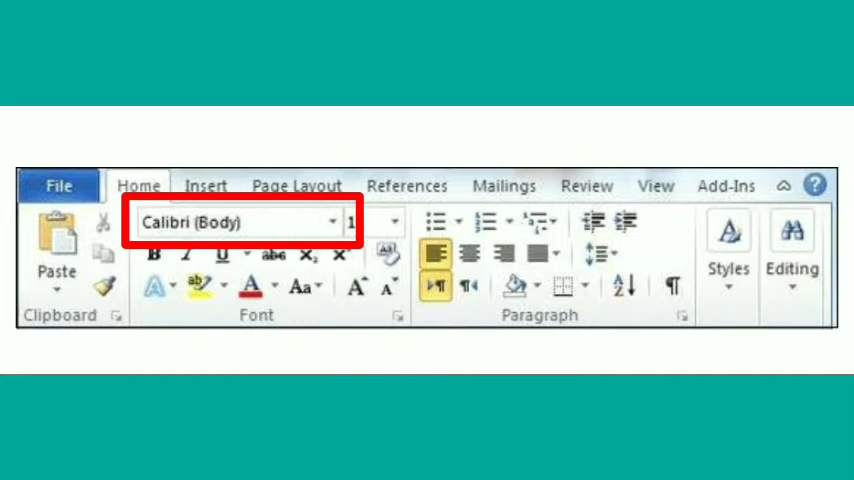 File Home Insert Page Layout References Mailings Review View Add-Ins
Calibri (Body) 1
B I U abc X₂ X
Paste
A ab A Aa A A
Styles Editing
Clipboard Font Paragraph